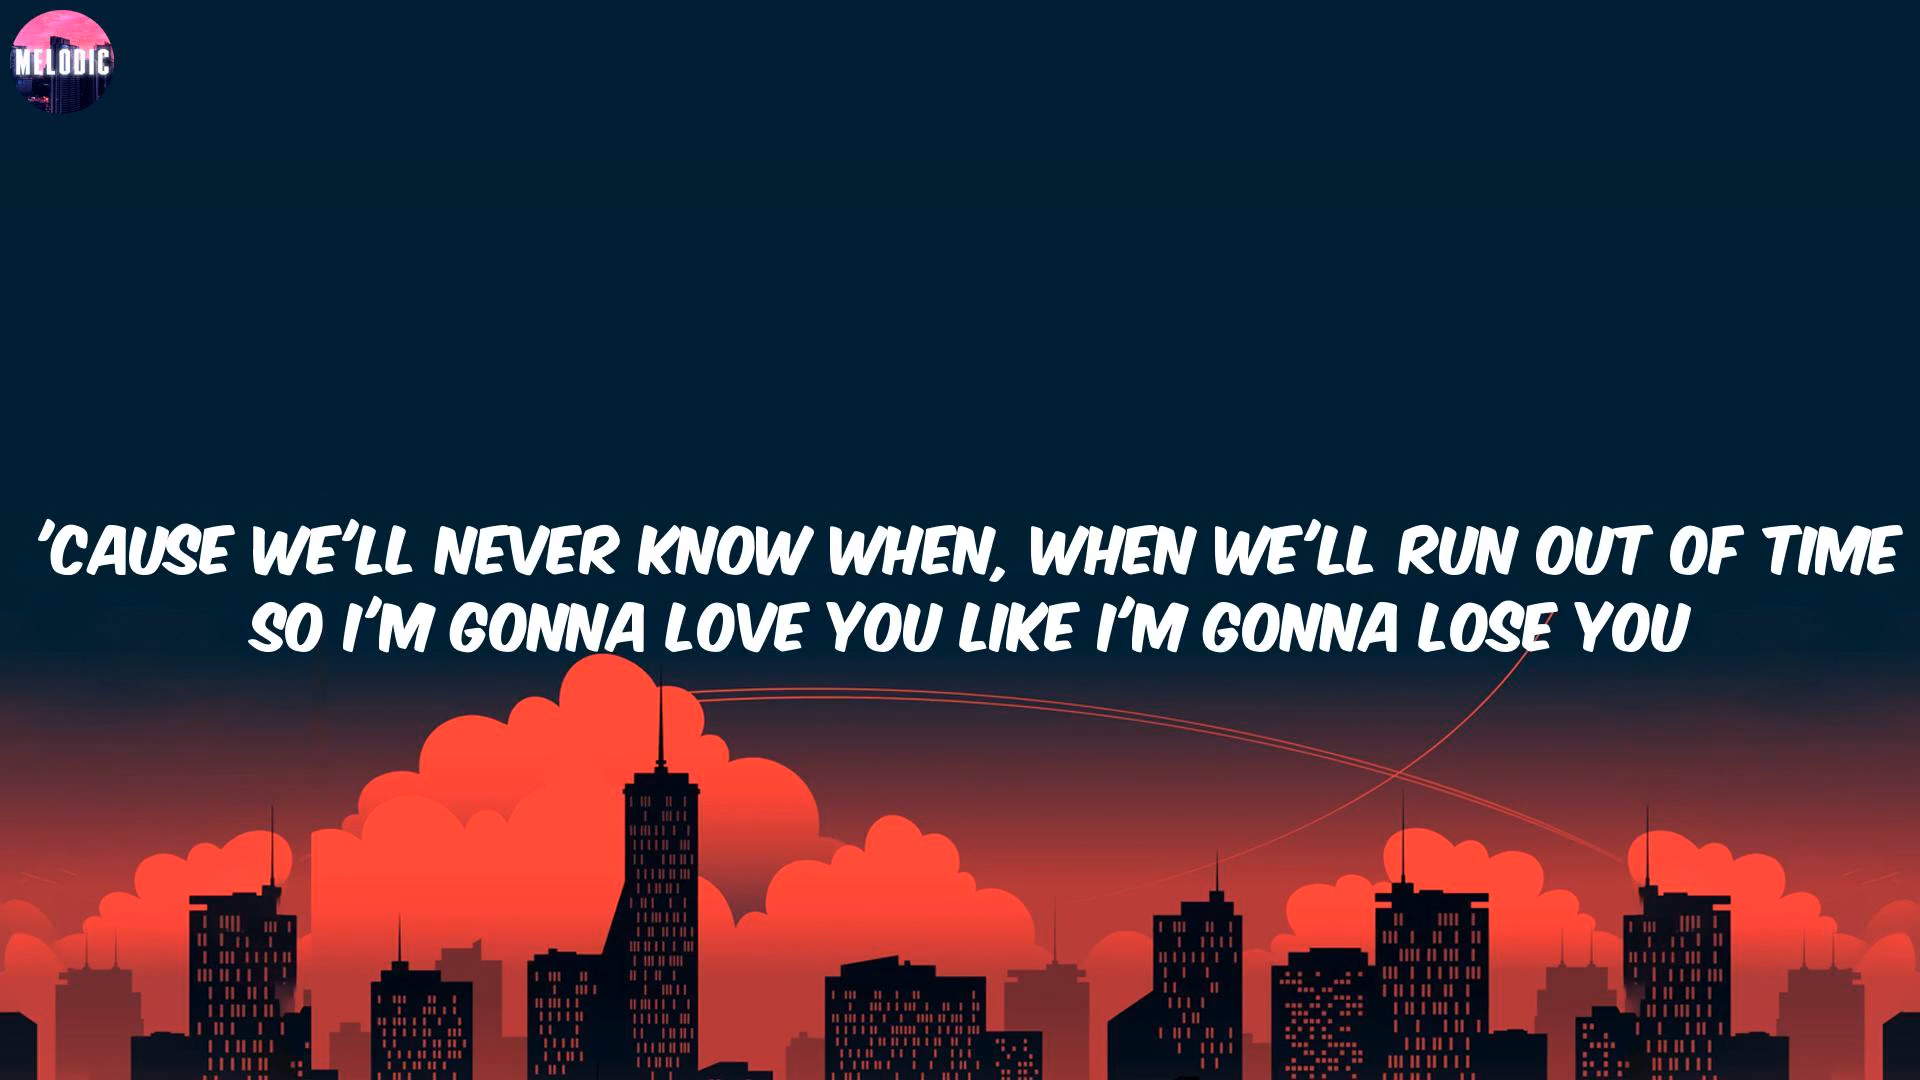 MELODIC
'CAUSE WE'LL NEVER KNOW WHEN, WHEN WE'LL RUN OUT OF TIME
SO I'M GONNA LOVE YOU LIKE I'M GONNA LOSE YOU